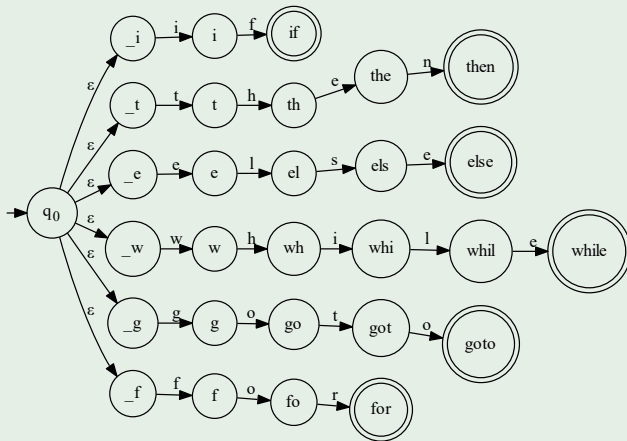 _i i i f if
_t t t h th e the n then
_e e e l el s els e else
q0 ε ε ε ε ε ε
_w w w h wh i whi l whil e while
_g g g o go t got o goto
_f f f o fo r for